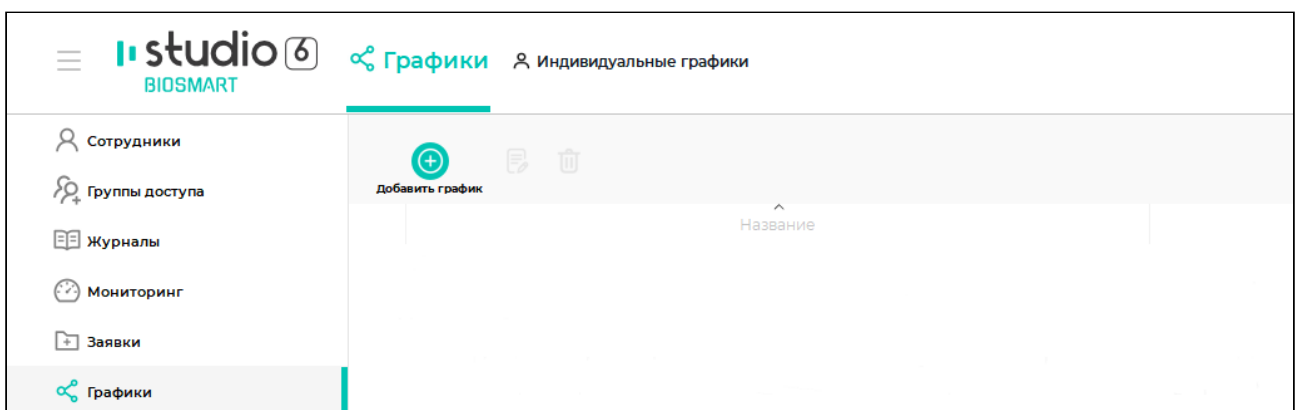 studio 6
BIOSMART
Графики
Индивидуальные графики
Сотрудники
Группы доступа
Журналы
Мониторинг
Заявки
Графики
Добавить график
Название